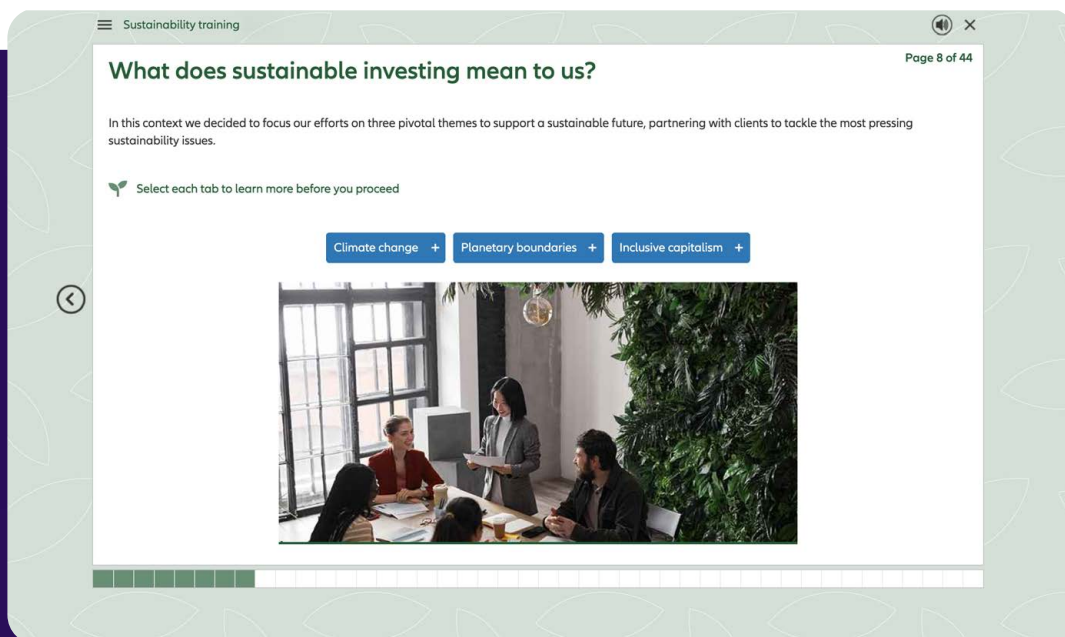 Sustainability training
Page 8 of 44
What does sustainable investing mean to us?
In this context we decided to focus our efforts on three pivotal themes to support a sustainable future, partnering with clients to tackle the most pressing
sustainability issues.
Select each tab to learn more before you proceed
Climate change +
Planetary boundaries +
Inclusive capitalism +